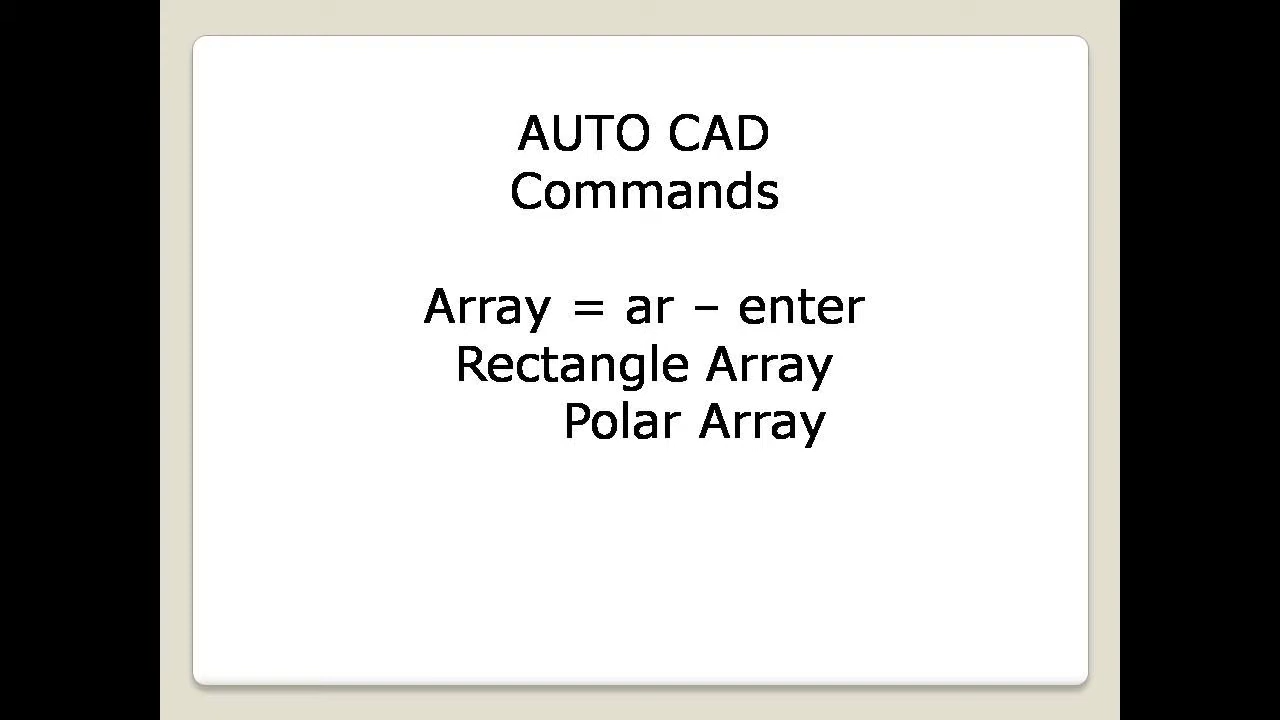 AUTO CAD
Commands
Array = ar – enter
Rectangle Array
Polar Array